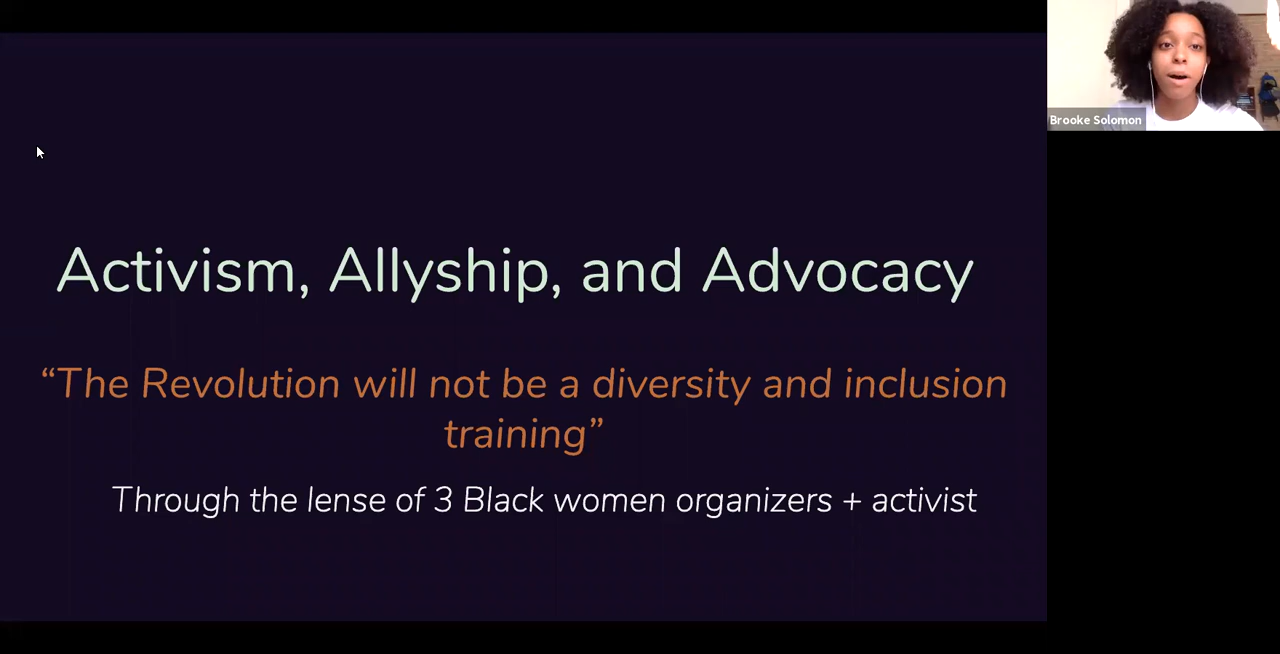 Brooke Solomon
Activism, Allyship, and Advocacy
“The Revolution will not be a diversity and inclusion
training”
Through the lense of 3 Black women organizers + activist